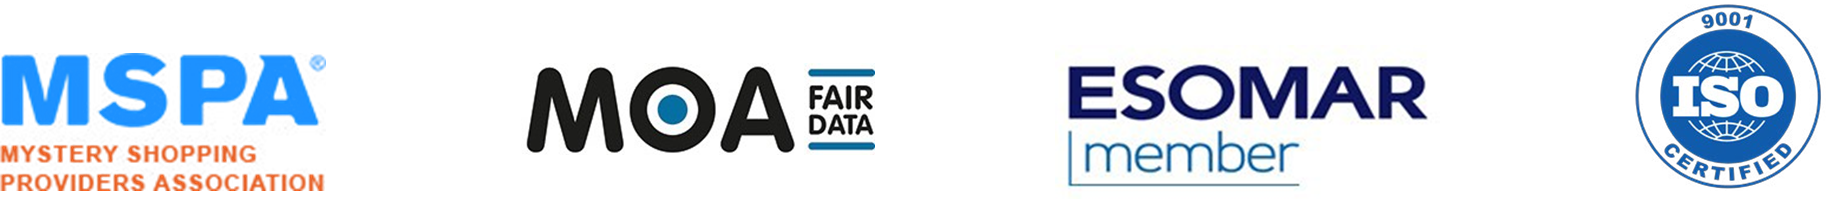 MSPA®
MYSTERY SHOPPING
PROVIDERS ASSOCIATION
MOA
FAIR
DATA
ESOMAR
member
9001
ISO
CERTIFIED